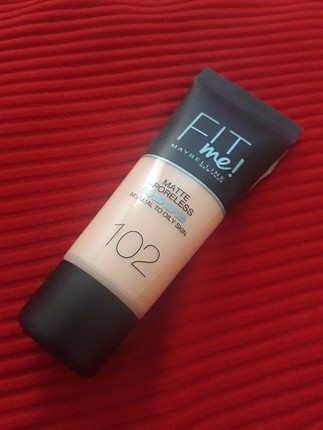 FIT
me!
MAYBELLINE
MATTE
+PORELESS
NORMAL TO OILY SKIN
102